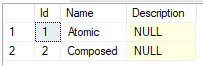 Id Name Description
1 1 Atomic NULL
2 2 Composed NULL